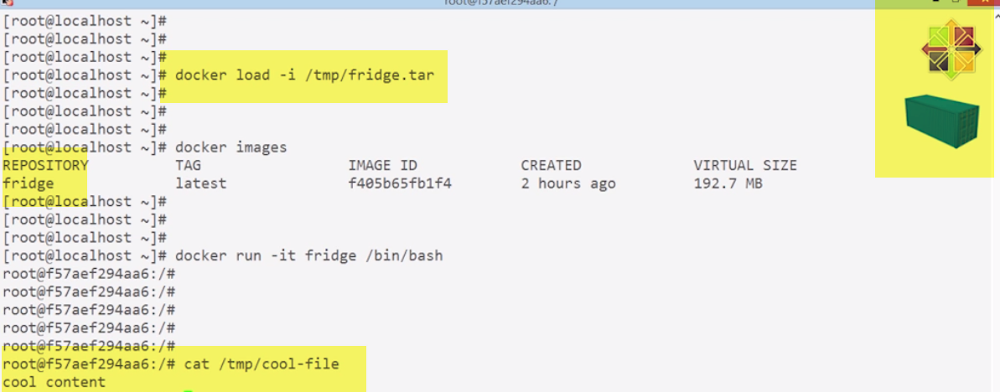 root@f57aef294aa6: /
[root@localhost ~]#
[root@localhost ~]#
[root@localhost ~]#
[root@localhost ~]# docker load -i /tmp/fridge.tar
[root@localhost ~]#
[root@localhost ~]#
[root@localhost ~]#
[root@localhost ~]# docker images
REPOSITORY TAG IMAGE ID CREATED VIRTUAL SIZE
fridge latest f405b65fb1f4 2 hours ago 192.7 MB
[root@localhost ~]#
[root@localhost ~]#
[root@localhost ~]#
[root@localhost ~]# docker run -it fridge /bin/bash
root@f57aef294aa6:/#
root@f57aef294aa6:/#
root@f57aef294aa6:/#
root@f57aef294aa6:/#
root@f57aef294aa6:/#
root@f57aef294aa6:/# cat /tmp/cool-file
cool content